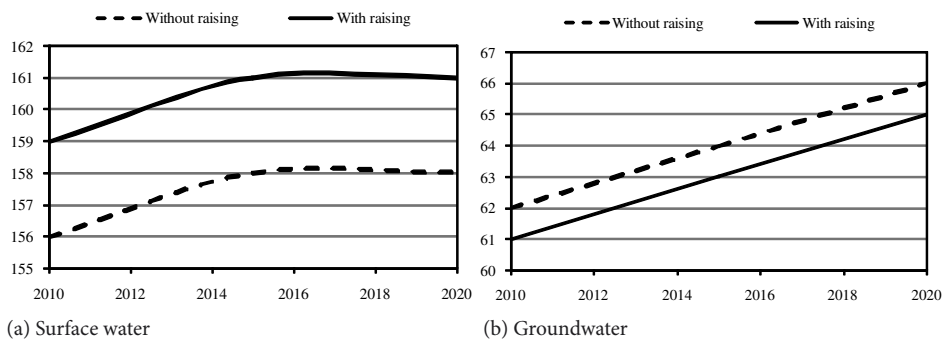 Without raising With raising
162
161
160
159
158
157
156
155
2010 2012 2014 2016 2018 2020
(a) Surface water
Without raising With raising
67
66
65
64
63
62
61
60
2010 2012 2014 2016 2018 2020
(b) Groundwater